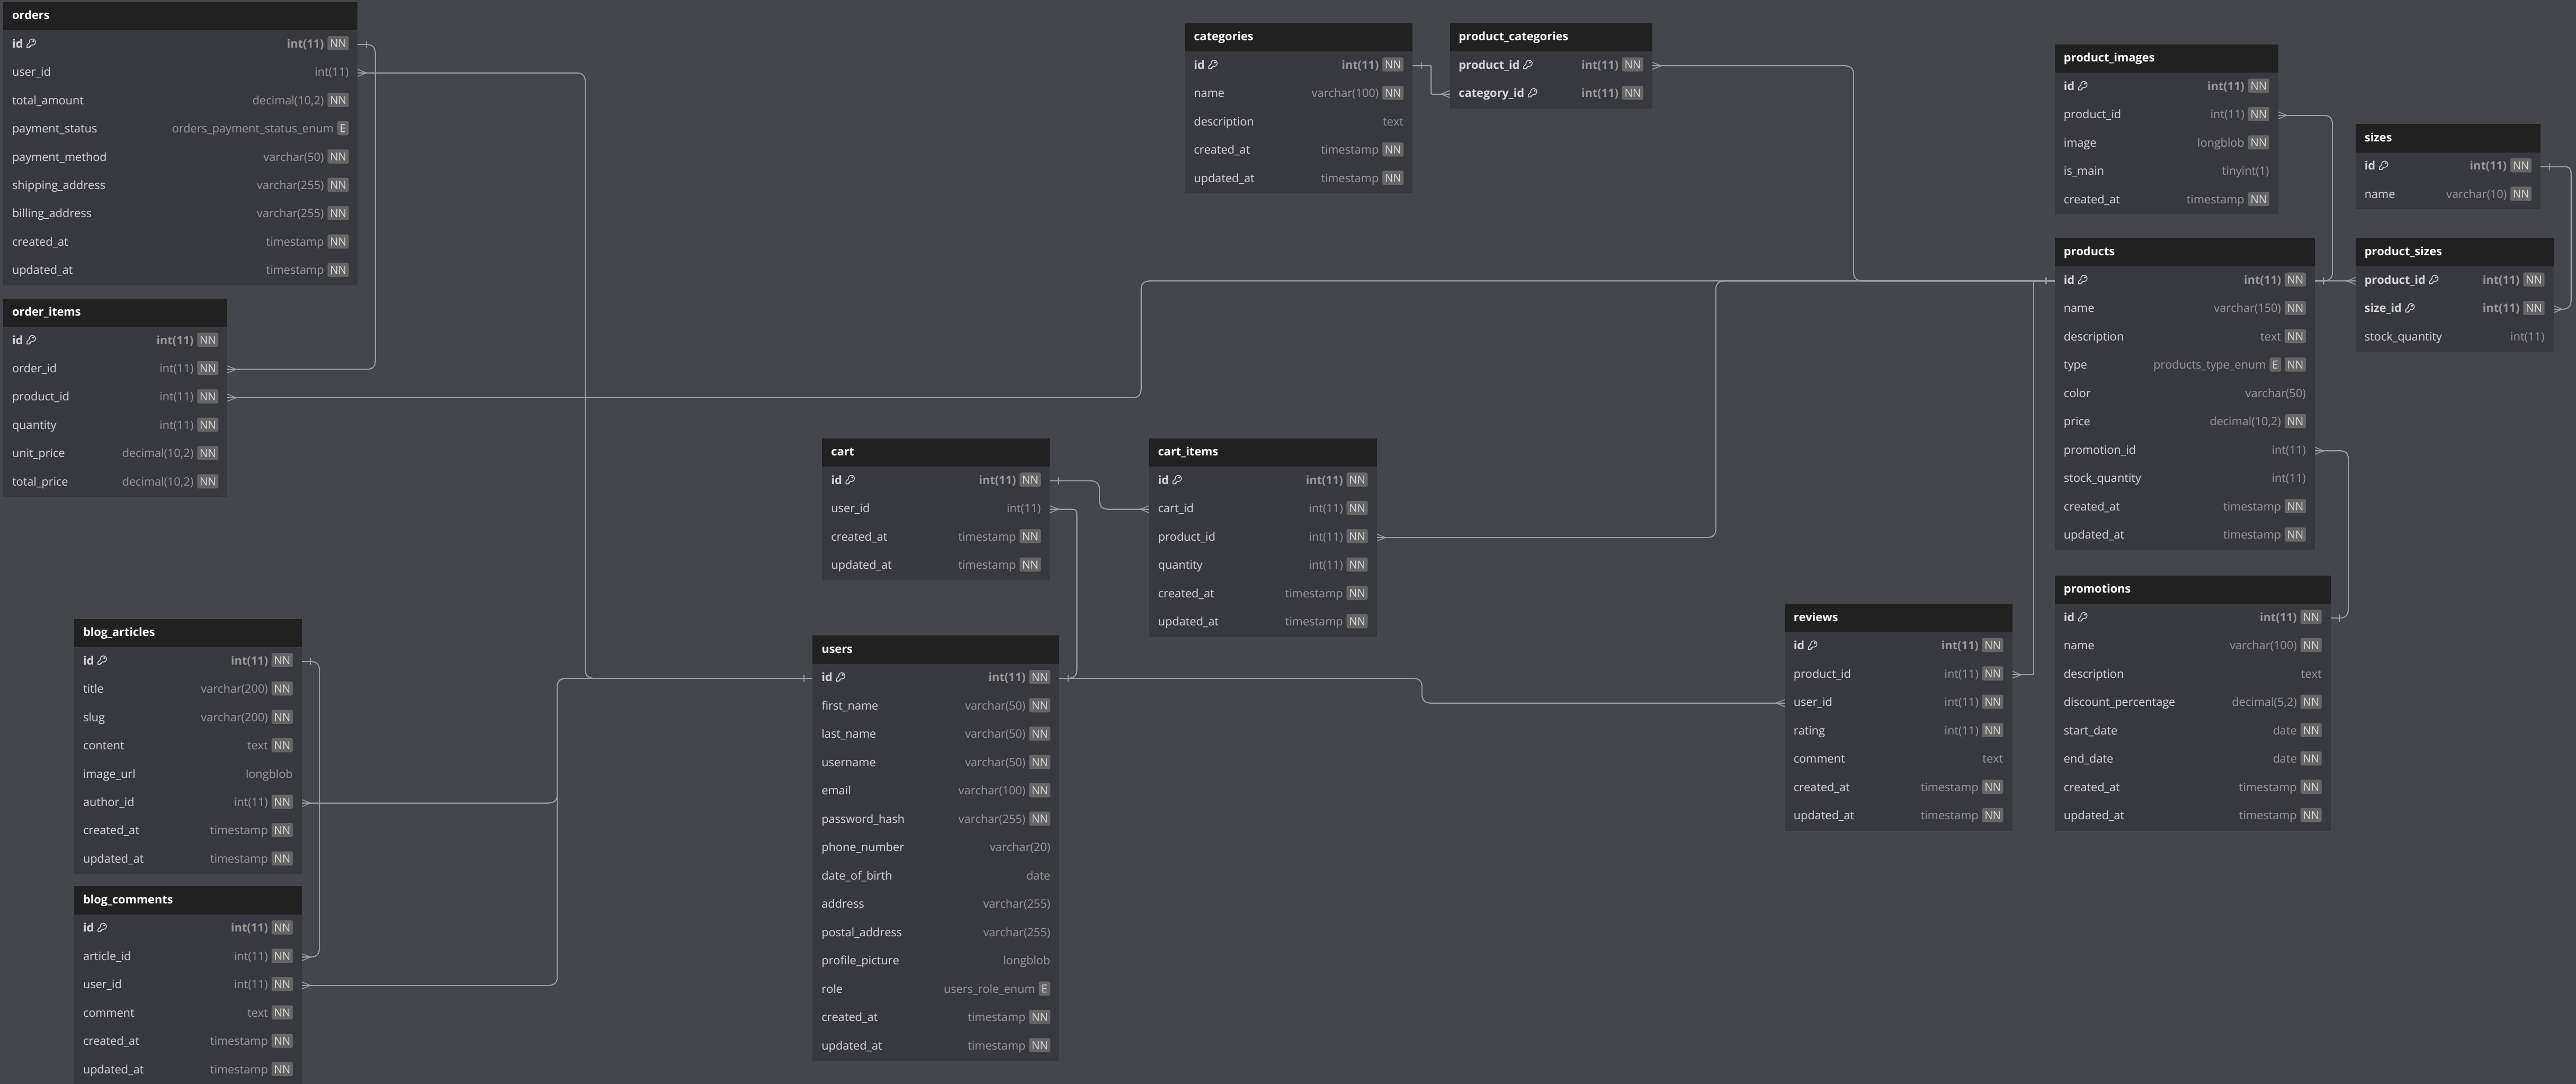 orders
id int(11) NN
user_id int(11)
total_amount decimal(10,2) NN
payment_status orders_payment_status_enum E
payment_method varchar(50) NN
shipping_address varchar(255) NN
billing_address varchar(255) NN
created_at timestamp NN
updated_at timestamp NN
order_items
id int(11) NN
order_id int(11) NN
product_id int(11) NN
quantity int(11) NN
unit_price decimal(10,2) NN
total_price decimal(10,2) NN
blog_articles
id int(11) NN
title varchar(200) NN
slug varchar(200) NN
content text NN
image_url longblob
author_id int(11) NN
created_at timestamp NN
updated_at timestamp NN
blog_comments
id int(11) NN
article_id int(11) NN
user_id int(11) NN
comment text NN
created_at timestamp NN
updated_at timestamp NN
cart
id int(11) NN
user_id int(11)
created_at timestamp NN
updated_at timestamp NN
users
id int(11) NN
first_name varchar(50) NN
last_name varchar(50) NN
username varchar(50) NN
email varchar(100) NN
password_hash varchar(255) NN
phone_number varchar(20)
date_of_birth date
address varchar(255)
postal_address varchar(255)
profile_picture longblob
role users_role_enum E
created_at timestamp NN
updated_at timestamp NN
categories
id int(11) NN
name varchar(100) NN
description text
created_at timestamp NN
updated_at timestamp NN
product_categories
product_id int(11) NN
category_id int(11) NN
cart_items
id int(11) NN
cart_id int(11) NN
product_id int(11) NN
quantity int(11) NN
created_at timestamp NN
updated_at timestamp NN
reviews
id int(11) NN
product_id int(11) NN
user_id int(11) NN
rating int(11) NN
comment text
created_at timestamp NN
updated_at timestamp NN
product_images
id int(11) NN
product_id int(11) NN
image longblob NN
is_main tinyint(1)
created_at timestamp NN
products
id int(11) NN
name varchar(150) NN
description text NN
type products_type_enum E NN
color varchar(50)
price decimal(10,2) NN
promotion_id int(11)
stock_quantity int(11)
created_at timestamp NN
updated_at timestamp NN
promotions
id int(11) NN
name varchar(100) NN
description text
discount_percentage decimal(5,2) NN
start_date date NN
end_date date NN
created_at timestamp NN
updated_at timestamp NN
sizes
id int(11) NN
name varchar(10) NN
product_sizes
product_id int(11) NN
size_id int(11) NN
stock_quantity int(11)